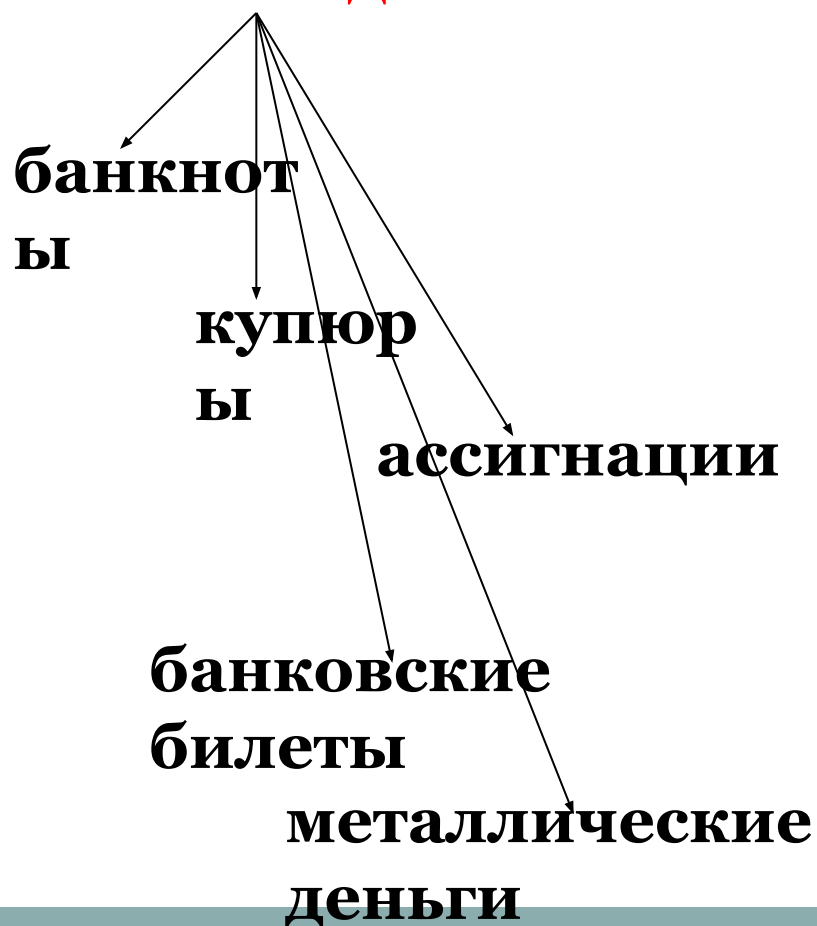 банкнот
ы
купюр
ы
ассигнации
банковские
билеты
металлические
деньги